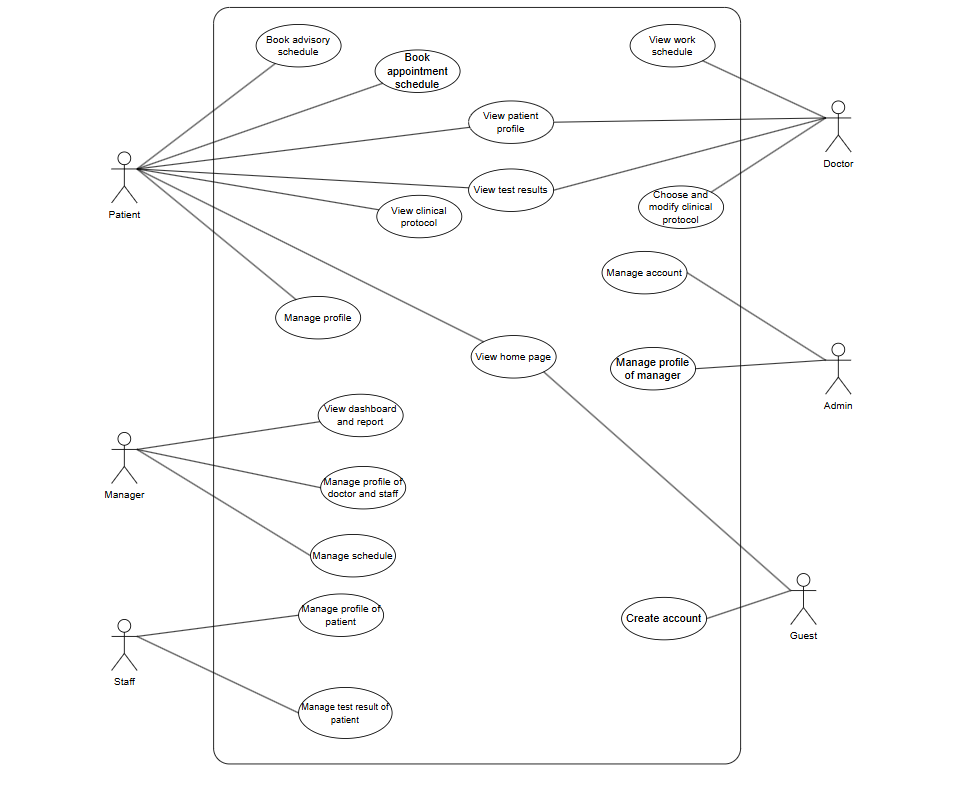 Book advisory
schedule
View work
schedule
Book
appointment
schedule
View patient
profile
Doctor
Patient
View test results
Choose and
modify clinical
protocol
View clinical
protocol
Manage account
Manage profile
View home page
Manage profile
of manager
Admin
View dashboard
and report
Manager
Manage profile of
doctor and staff
Manage schedule
Manage profile of
patient
Create account
Guest
Staff
Manage test result of
patient